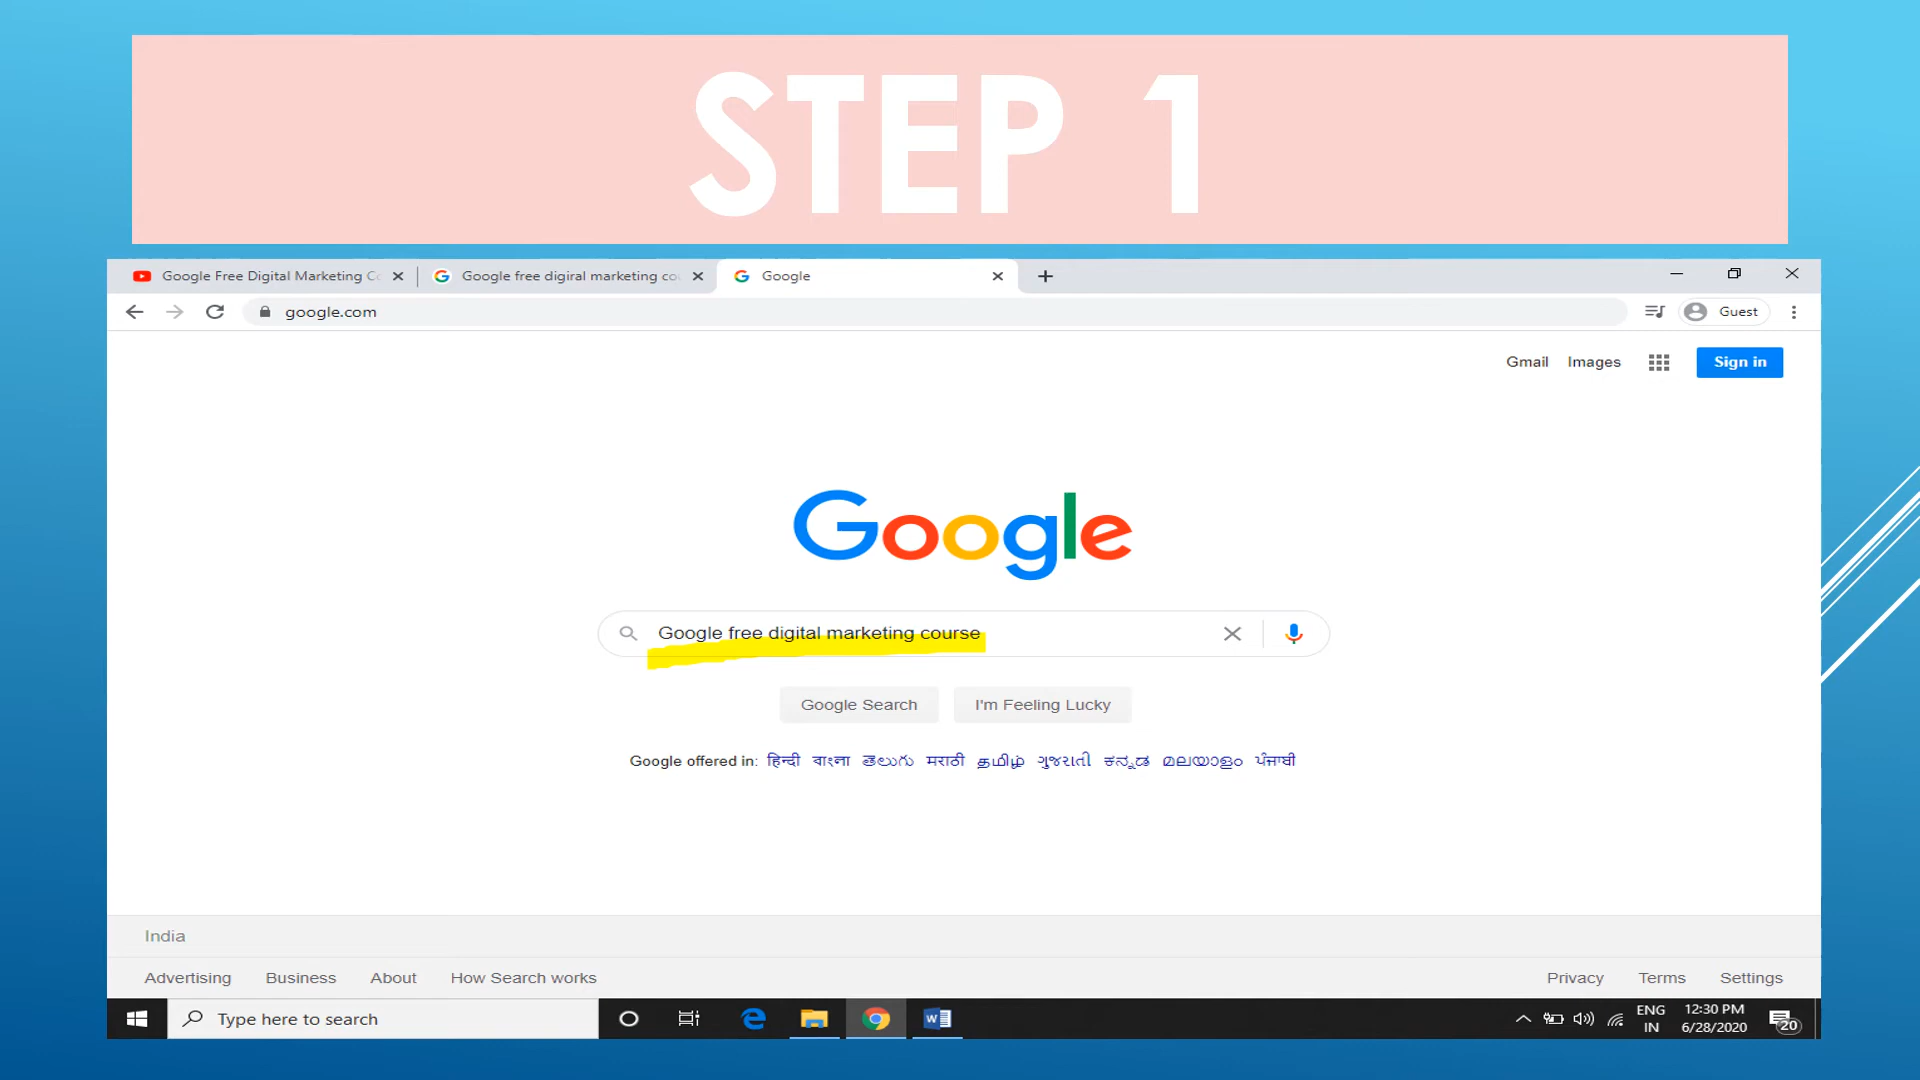 STEP 1
Google Free Digital Marketing C
Google free digiral marketing co
Google
google.com
Guest
Gmail Images Sign in
Google
Google free digital marketing course
Google Search I'm Feeling Lucky
Google offered in: हिन्दी বাংলা తెలుగు मराठी தமிழ் ગુજરાતી ಕನ್ನಡ മലയാളം ਪੰਜਾਬੀ
India
Advertising Business About How Search works Privacy Terms Settings
Type here to search
ENG
IN
12:30 PM
6/28/2020
20